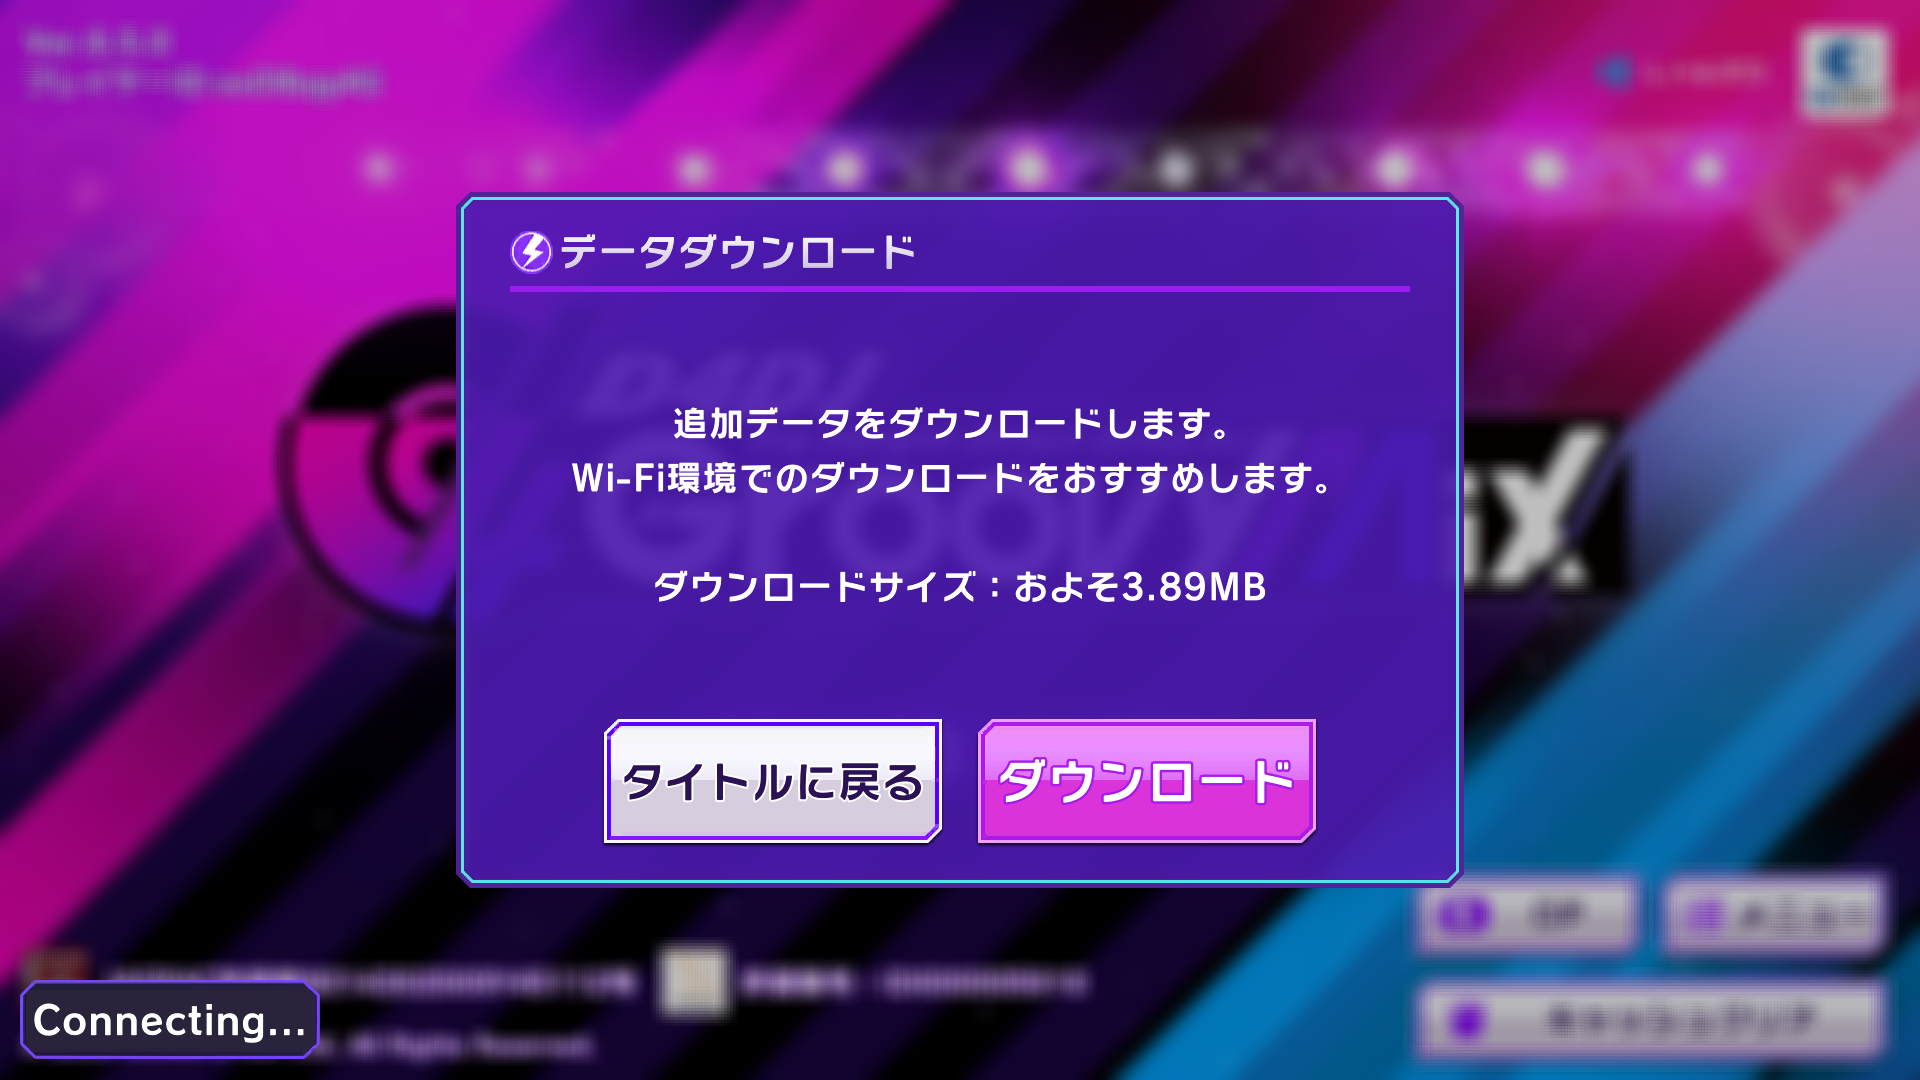 データダウンロード
D4DJ
Groovy Mix
追加データをダウンロードします。
Wi-Fi環境でのダウンロードをおすすめします。
ダウンロードサイズ：およそ3.89MB
タイトルに戻る
ダウンロード
Connecting...